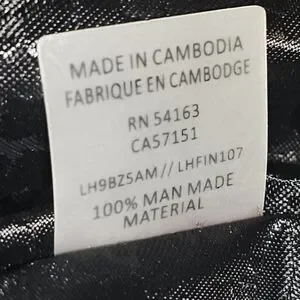 MADE IN CAMBODIA
FABRIQUE EN CAMBODGE
RN 54163
CA57151
LH9BZ5AM// LHFIN107
100% MAN MADE
MATERIAL